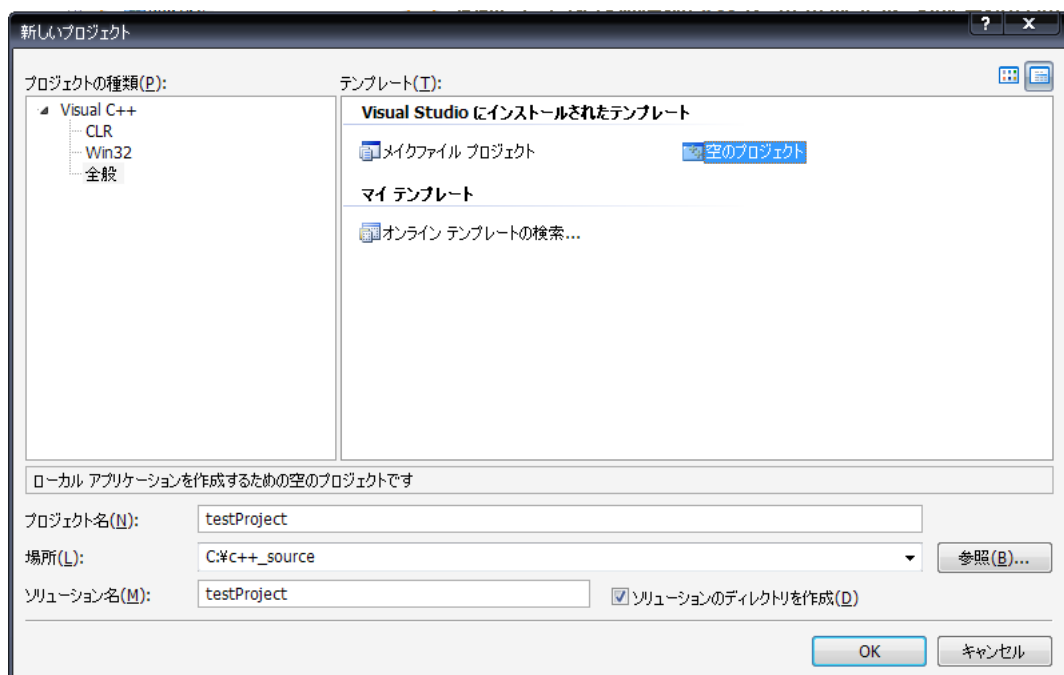 新しいプロジェクト
プロジェクトの種類(P):
テンプレート(T):
Visual C++
CLR
Win32
全般
Visual Studio にインストールされたテンプレート
メイクファイル プロジェクト
空のプロジェクト
マイ テンプレート
オンライン テンプレートの検索...
ローカル アプリケーションを作成するための空のプロジェクトです
プロジェクト名(N):
testProject
場所(L):
C:¥c++_source
参照(B)...
ソリューション名(M):
testProject
ソリューションのディレクトリを作成(D)
OK
キャンセル